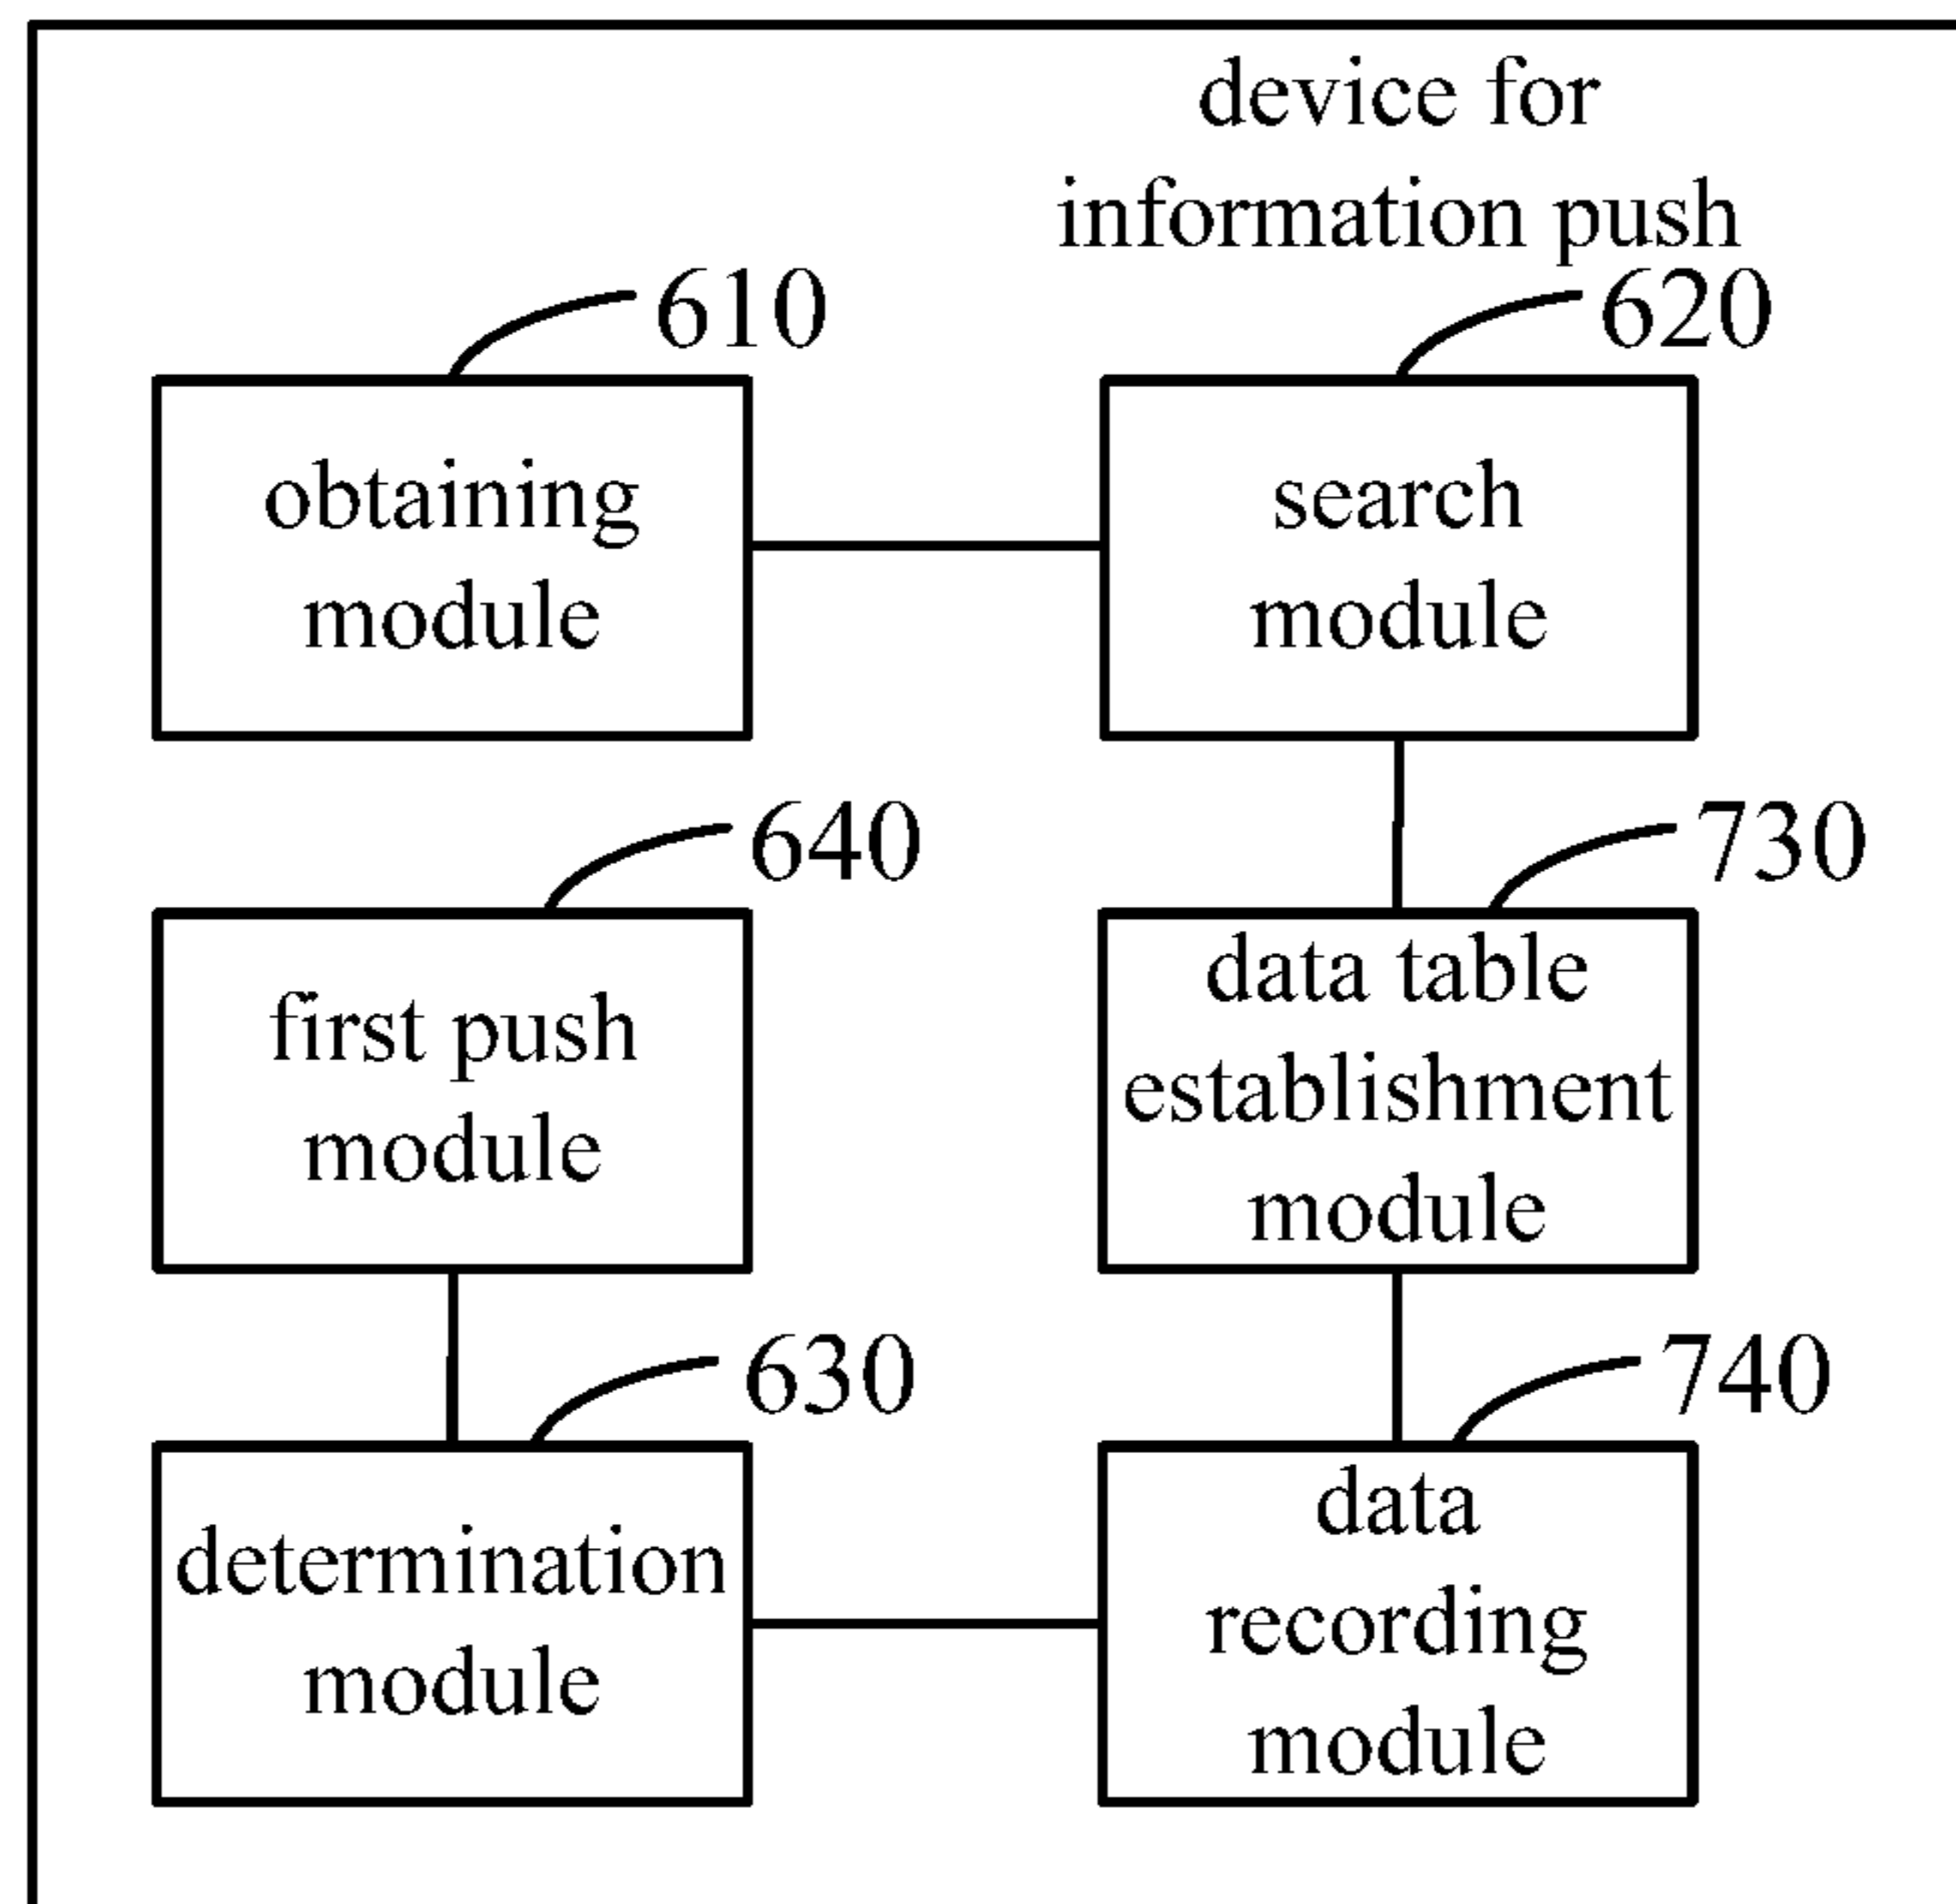 device for
information push
610
620
obtaining
module
search
module
640
730
first push
module
data table
establishment
module
630
740
determination
module
data
recording
module